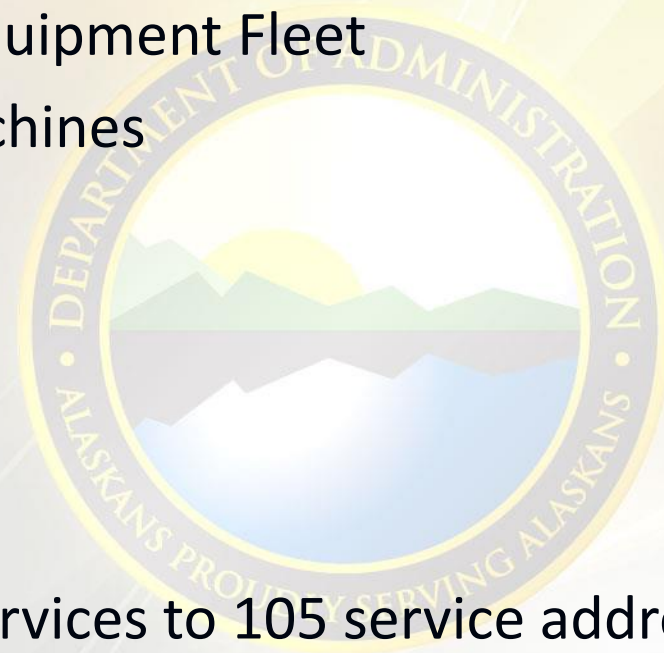 uipment Fleet
chines
DEPARTMENT OF ADMINISTRATION
• ALASKANS PROUDLY SERVING ALASKANS •
rvices to 105 service addre